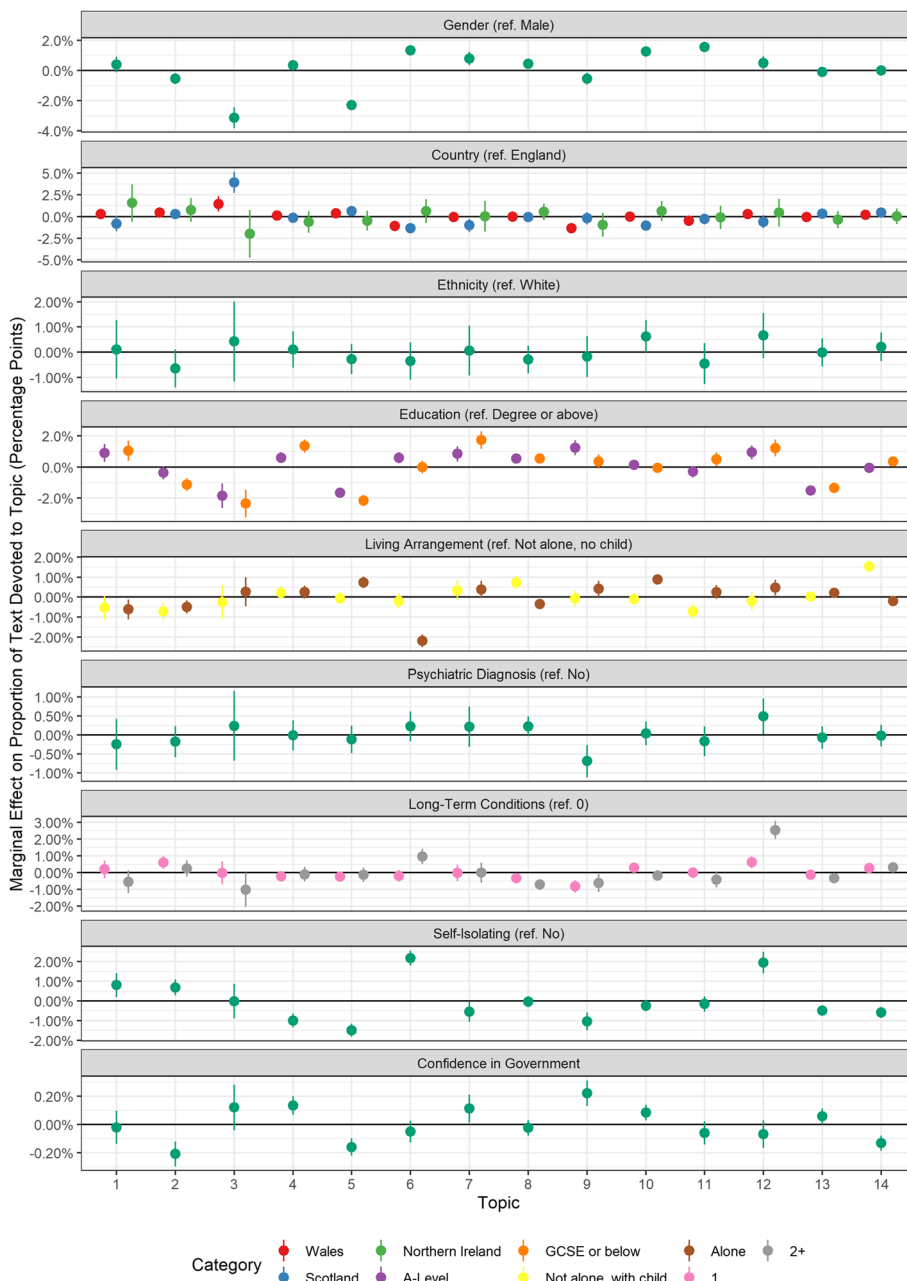 Gender (ref. Male)
2.0%
0.0%
-2.0%
-4.0%
Country (ref. England)
5.0%
2.5%
0.0%
-2.5%
-5.0%
Ethnicity (ref. White)
2.00%
1.00%
0.00%
-1.00%
Education (ref. Degree or above)
2.0%
0.0%
-2.0%
Living Arrangement (ref. Not alone, no child)
2.00%
1.00%
0.00%
-1.00%
-2.00%
Psychiatric Diagnosis (ref. No)
1.00%
0.50%
0.00%
-0.50%
-1.00%
Long-Term Conditions (ref. 0)
3.00%
2.00%
1.00%
0.00%
-1.00%
-2.00%
Self-Isolating (ref. No)
2.00%
1.00%
0.00%
-1.00%
-2.00%
Confidence in Government
0.20%
0.00%
-0.20%
Marginal Effect on Proportion of Text Devoted to Topic (Percentage Points)
1 2 3 4 5 6 7 8 9 10 11 12 13 14
Topic
Category
Wales Northern Ireland GCSE or below Alone 2+
Scotland A-Level Not alone, with child 1